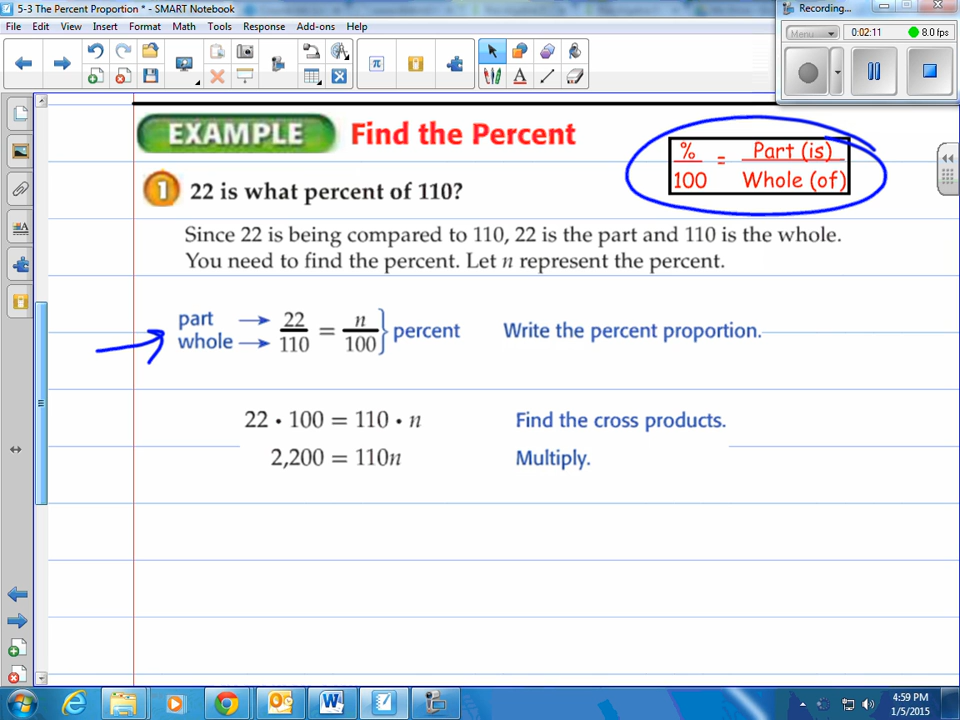 5-3 The Percent Proportion * - SMART Notebook
Recording...
File Edit View Insert Format Math Tools Response Add-ons Help
Menu
00:02:11
8.0 fps
EXAMPLE Find the Percent
% = Part (is)
100 Whole (of)
1 22 is what percent of 110?
Since 22 is being compared to 110, 22 is the part and 110 is the whole.
You need to find the percent. Let n represent the percent.
part → 22 = n } percent Write the percent proportion.
whole → 110 100
22 • 100 = 110 • n Find the cross products.
2,200 = 110n Multiply.
4:59 PM
1/5/2015